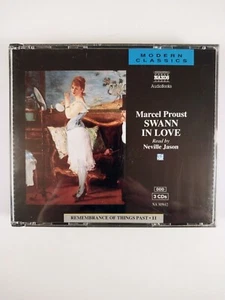 MODERN
CLASSICS
NAXOS
AudioBooks
Marcel Proust
SWANN
IN LOVE
Read by
Neville Jason
DDD
3 CDs
REMEMBRANCE OF THINGS PAST • II